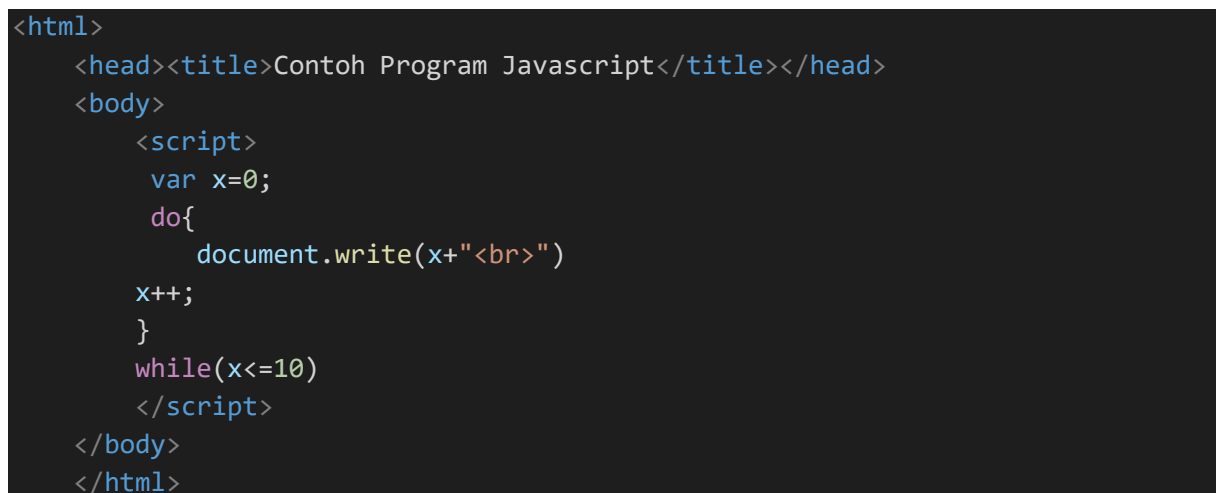 <html>
<head><title>Contoh Program Javascript</title></head>
<body>
<script>
var x=0;
do{
document.write(x+"<br>")
x++;
}
while(x<=10)
</script>
</body>
</html>